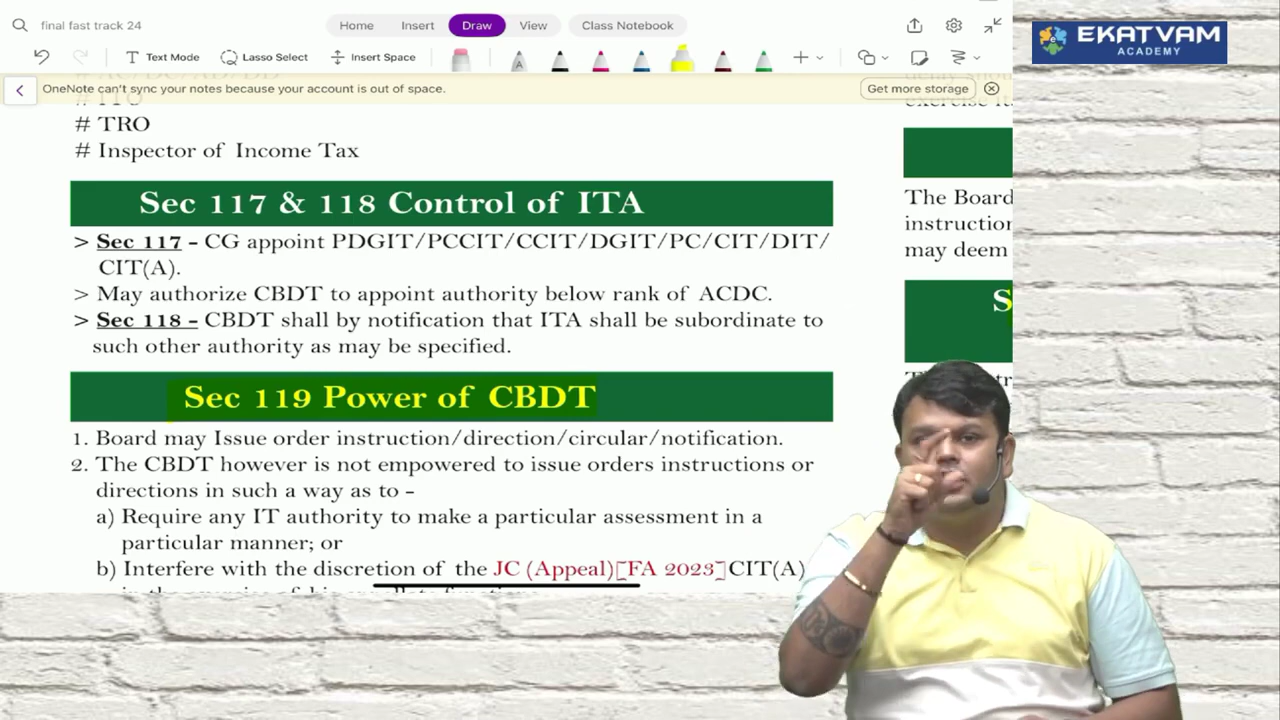 final fast track 24
Home Insert Draw View Class Notebook
Text Mode Lasso Select Insert Space
OneNote can't sync your notes because your account is out of space. Get more storage
EKATVAM
ACADEMY
# ITO
# TRO
# Inspector of Income Tax
Sec 117 & 118 Control of ITA
> Sec 117 - CG appoint PDGIT/PCCIT/CCIT/DGIT/PC/CIT/DIT/
CIT(A).
> May authorize CBDT to appoint authority below rank of ACDC.
> Sec 118 - CBDT shall by notification that ITA shall be subordinate to
such other authority as may be specified.
Sec 119 Power of CBDT
1. Board may Issue order instruction/direction/circular/notification.
2. The CBDT however is not empowered to issue orders instructions or
directions in such a way as to -
a) Require any IT authority to make a particular assessment in a
particular manner; or
b) Interfere with the discretion of the JC (Appeal)[FA 2023]CIT(A)
The Board
instruction
may deem
S